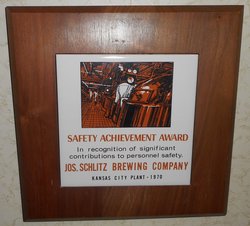 SAFETY ACHIEVEMENT AWARD
In recognition of significant
contributions to personnel safety.
JOS. SCHLITZ BREWING COMPANY
KANSAS CITY PLANT - 1970